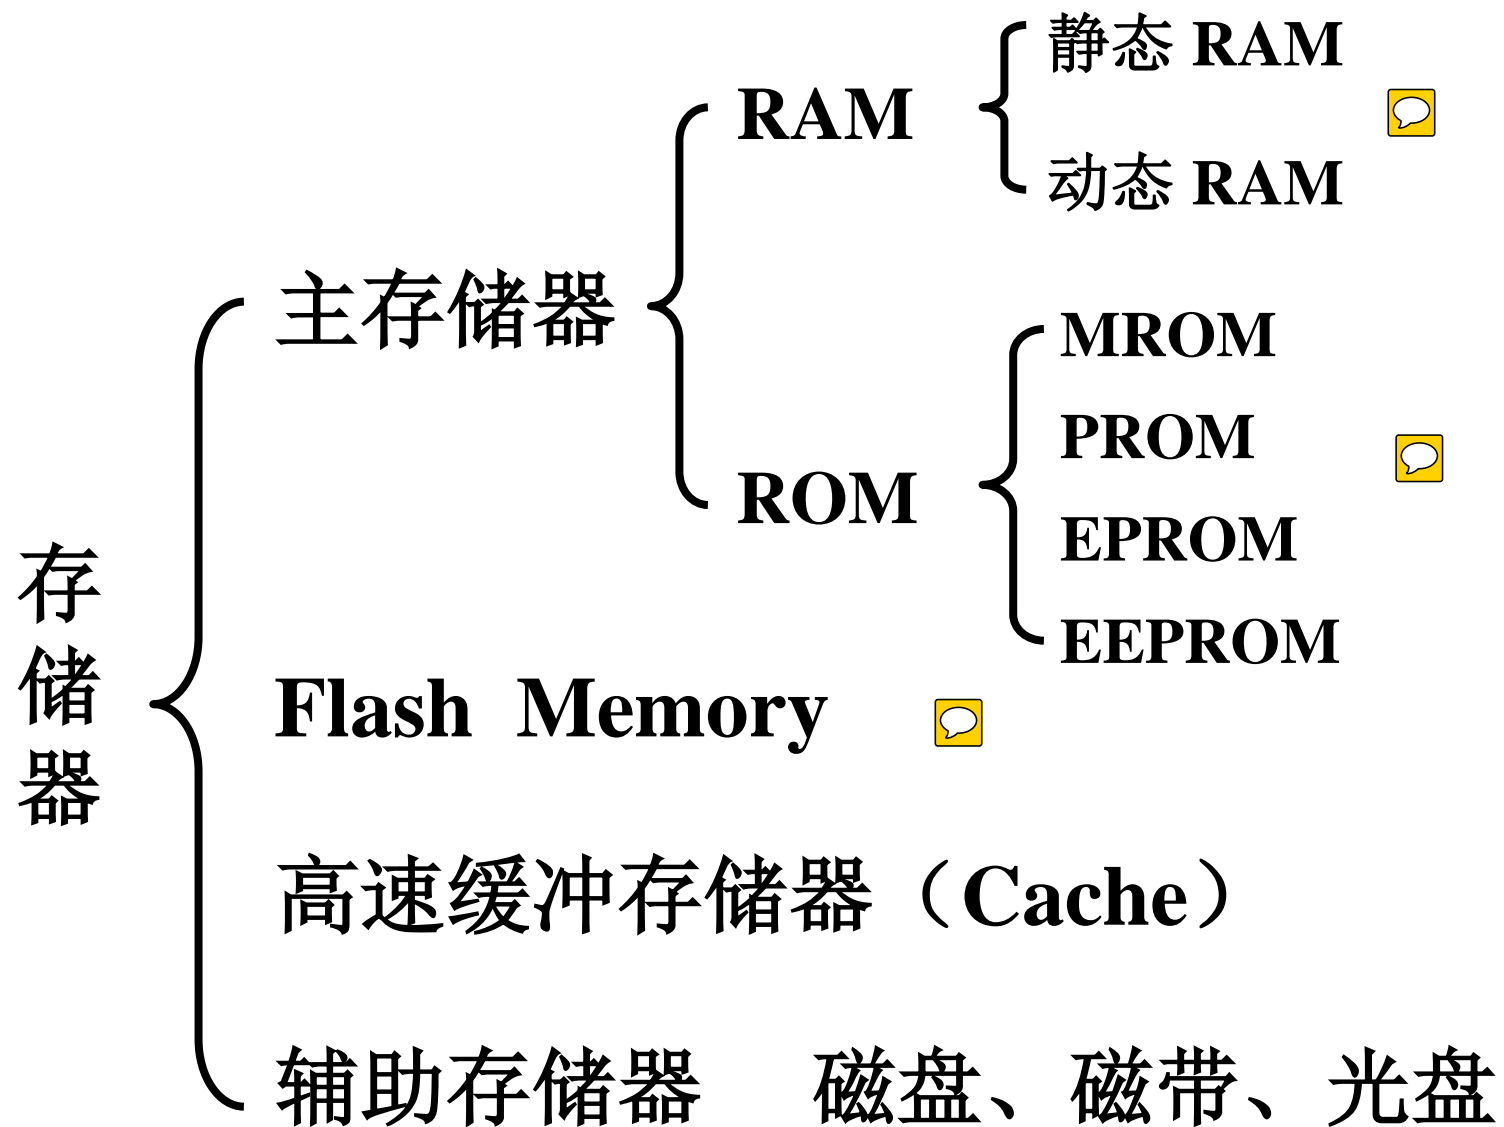 静态 RAM
RAM
动态 RAM
主存储器
MROM
PROM
ROM
EPROM
EEPROM
存储器
Flash Memory
高速缓冲存储器（Cache）
辅助存储器 磁盘、磁带、光盘